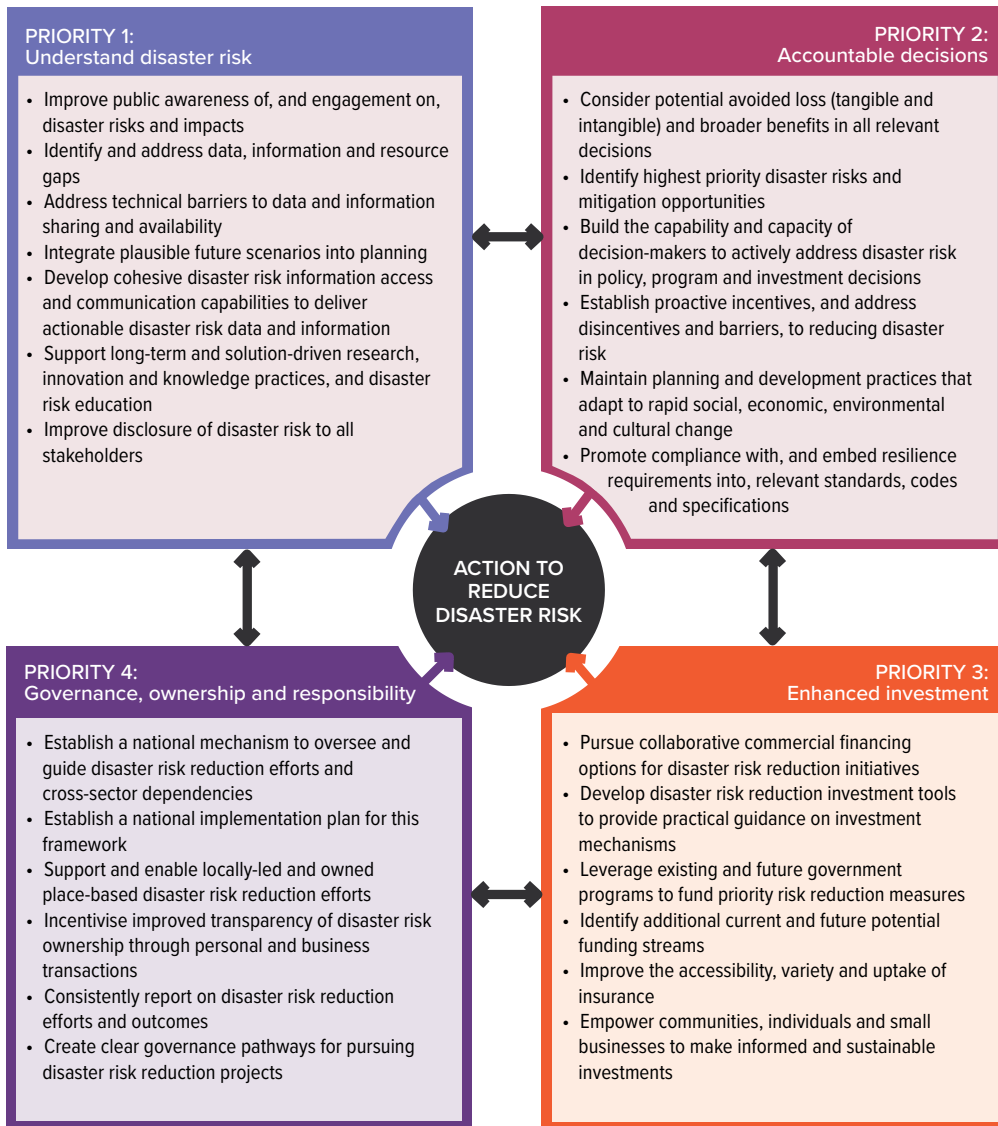 PRIORITY 1:
Understand disaster risk
• Improve public awareness of, and engagement on,
disaster risks and impacts
• Identify and address data, information and resource
gaps
• Address technical barriers to data and information
sharing and availability
• Integrate plausible future scenarios into planning
• Develop cohesive disaster risk information access
and communication capabilities to deliver
actionable disaster risk data and information
• Support long-term and solution-driven research,
innovation and knowledge practices, and disaster
risk education
• Improve disclosure of disaster risk to all
stakeholders
PRIORITY 2:
Accountable decisions
• Consider potential avoided loss (tangible and
intangible) and broader benefits in all relevant
decisions
• Identify highest priority disaster risks and
mitigation opportunities
• Build the capability and capacity of
decision-makers to actively address disaster risk
in policy, program and investment decisions
• Establish proactive incentives, and address
disincentives and barriers, to reducing disaster
risk
• Maintain planning and development practices that
adapt to rapid social, economic, environmental
and cultural change
• Promote compliance with, and embed resilience
requirements into, relevant standards, codes
and specifications
ACTION TO
REDUCE
DISASTER RISK
PRIORITY 4:
Governance, ownership and responsibility
• Establish a national mechanism to oversee and
guide disaster risk reduction efforts and
cross-sector dependencies
• Establish a national implementation plan for this
framework
• Support and enable locally-led and owned
place-based disaster risk reduction efforts
• Incentivise improved transparency of disaster risk
ownership through personal and business
transactions
• Consistently report on disaster risk reduction
efforts and outcomes
• Create clear governance pathways for pursuing
disaster risk reduction projects
PRIORITY 3:
Enhanced investment
• Pursue collaborative commercial financing
options for disaster risk reduction initiatives
• Develop disaster risk reduction investment tools
to provide practical guidance on investment
mechanisms
• Leverage existing and future government
programs to fund priority risk reduction measures
• Identify additional current and future potential
funding streams
• Improve the accessibility, variety and uptake of
insurance
• Empower communities, individuals and small
businesses to make informed and sustainable
investments